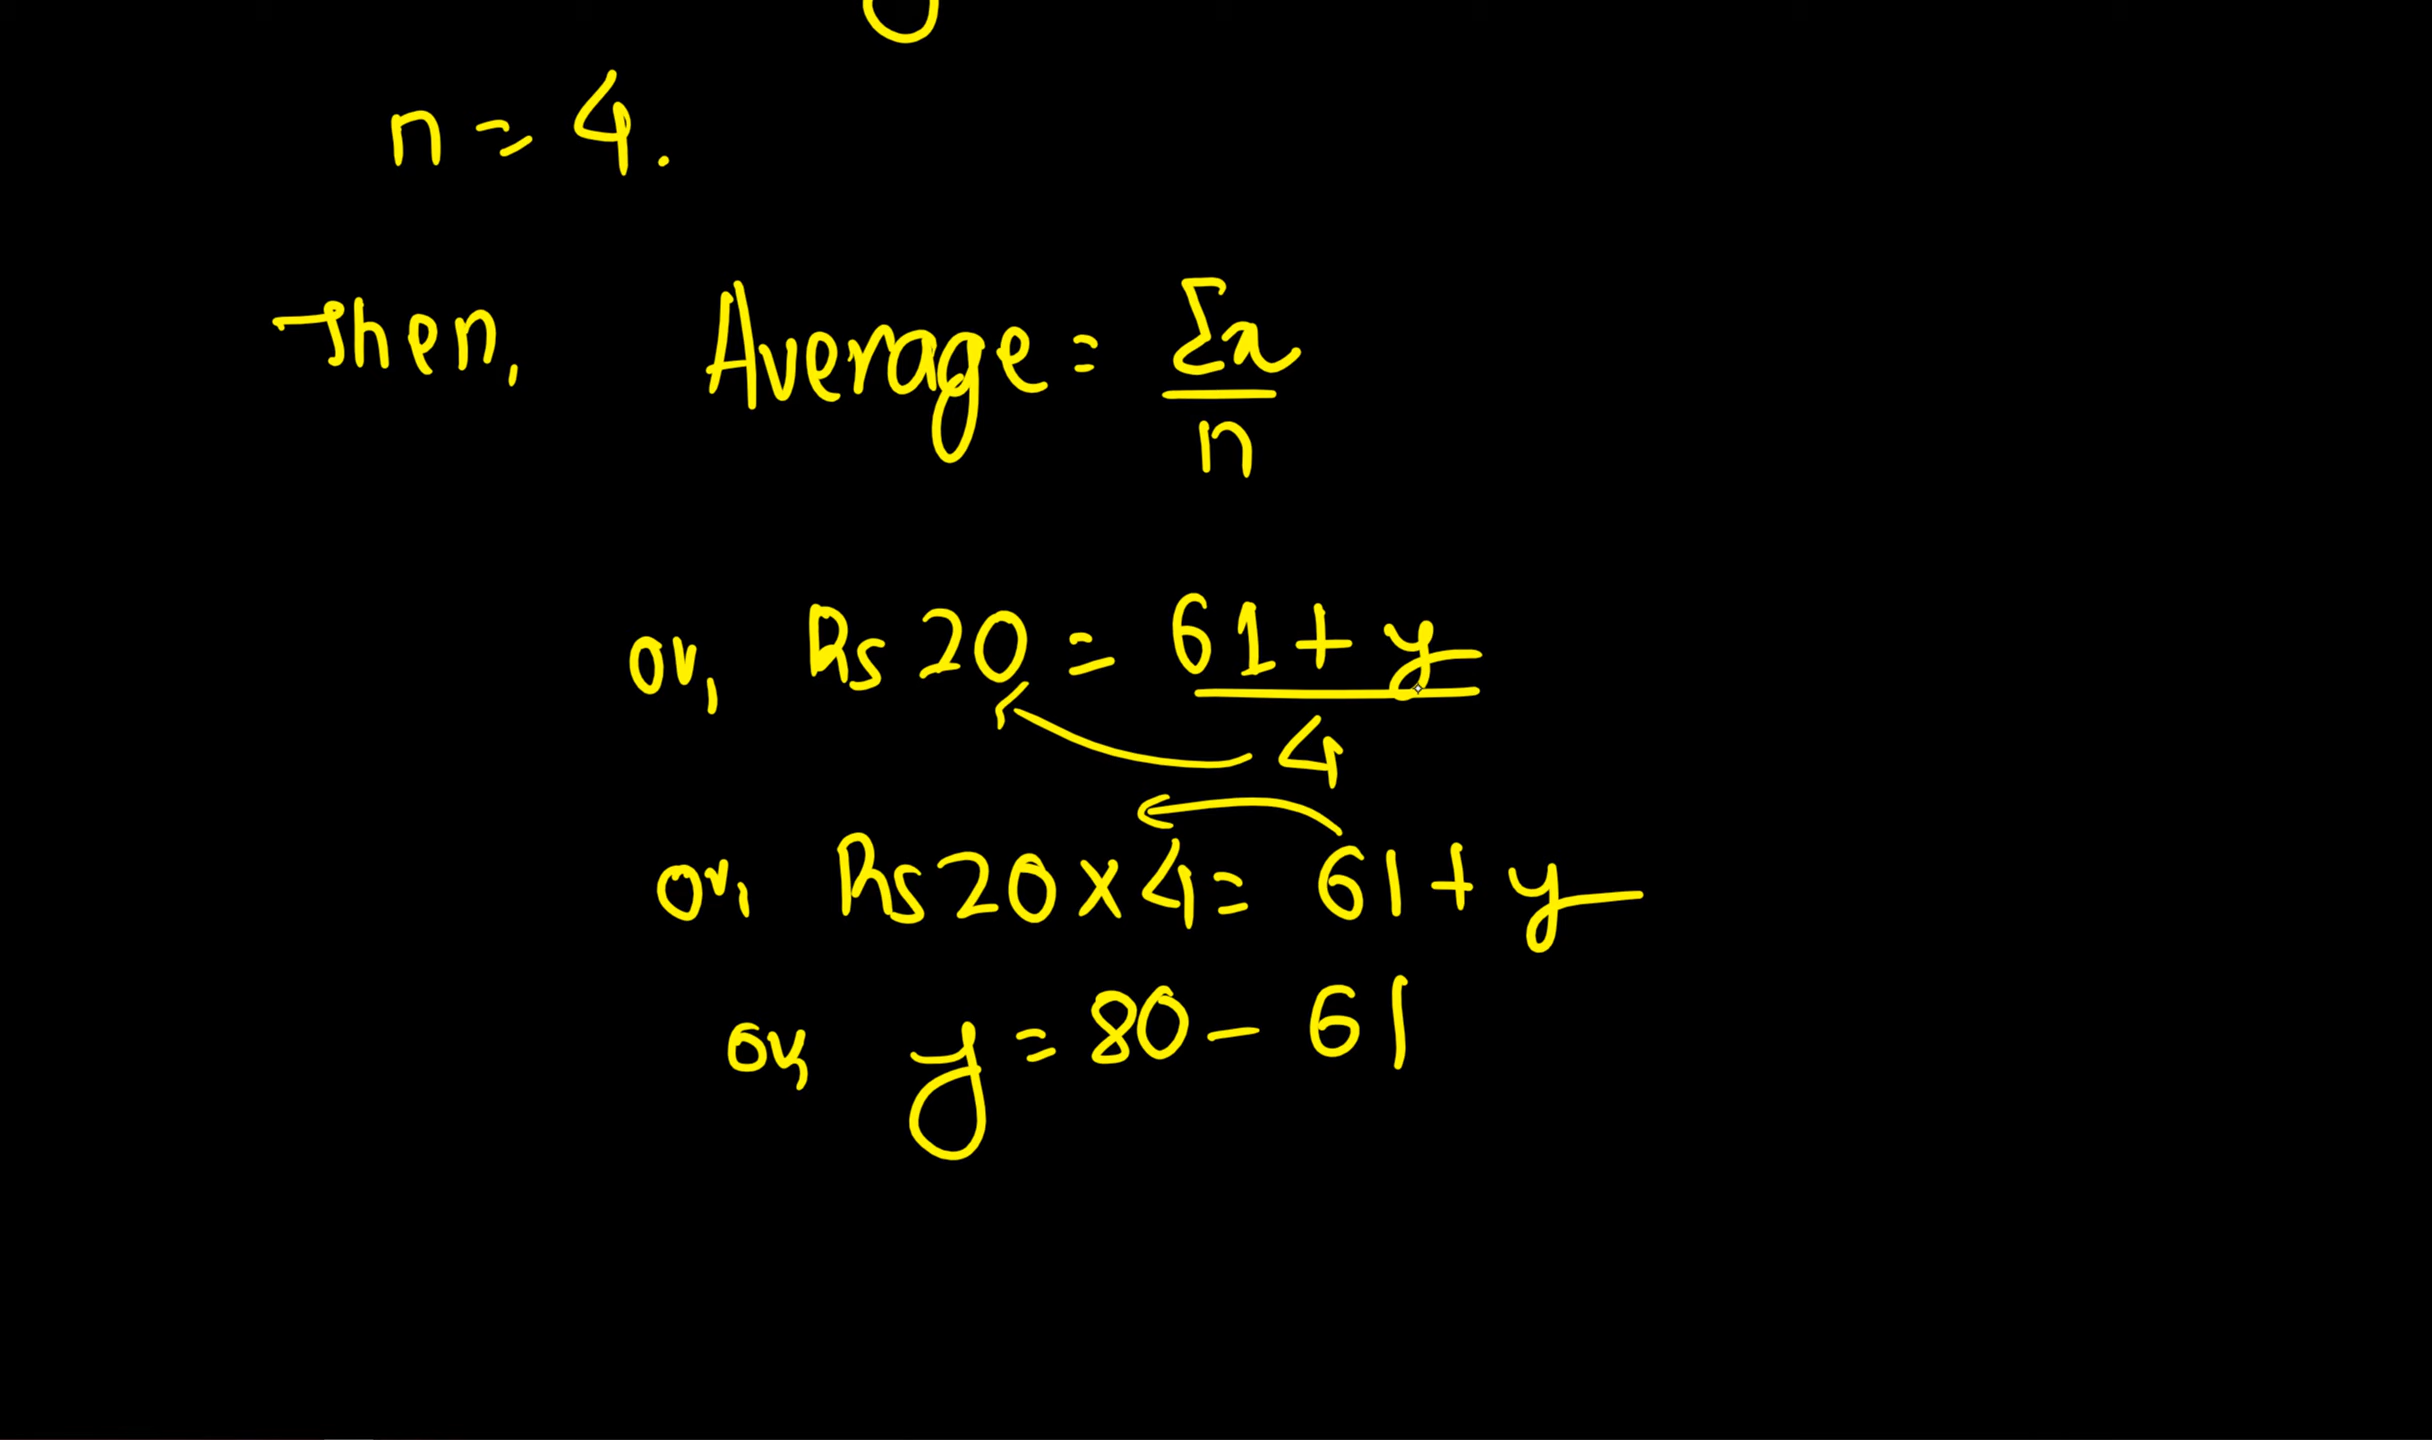 n = 4.
Then, Average = Σx
n
or, Rs 20 = 61 + y
4
or, Rs 20 × 4 = 61 + y
or, y = 80 - 61